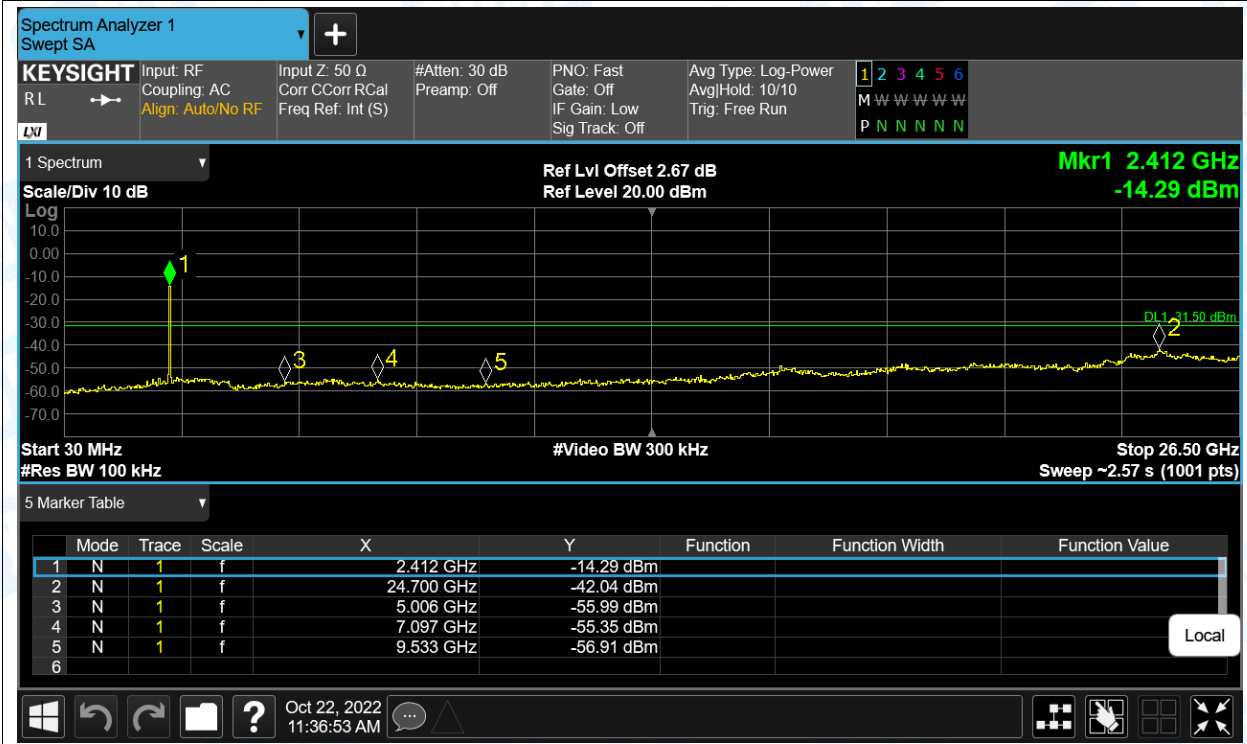 Spectrum Analyzer 1
Swept SA
+
KEYSIGHT Input: RF Input Z: 50 Ω #Atten: 30 dB PNO: Fast Avg Type: Log-Power 1 2 3 4 5 6
R L Coupling: AC Corr CCorr RCal Preamp: Off Gate: Off Avg|Hold: 10/10 M W W W W W
Align: Auto/No RF Freq Ref: Int (S) IF Gain: Low Trig: Free Run
LXI Sig Track: Off P N N N N N
1 Spectrum
Ref Lvl Offset 2.67 dB Mkr1 2.412 GHz
Scale/Div 10 dB Ref Level 20.00 dBm -14.29 dBm
Log
10.0
0.00
-10.0
-20.0
-30.0
-40.0
-50.0
-60.0
-70.0
1
DL1 -31.50 dBm
2
3 4 5
Start 30 MHz #Video BW 300 kHz Stop 26.50 GHz
#Res BW 100 kHz Sweep ~2.57 s (1001 pts)
5 Marker Table
Mode Trace Scale X Y Function Function Width Function Value
1 N 1 f 2.412 GHz -14.29 dBm
2 N 1 f 24.700 GHz -42.04 dBm
3 N 1 f 5.006 GHz -55.99 dBm
4 N 1 f 7.097 GHz -55.35 dBm
5 N 1 f 9.533 GHz -56.91 dBm
6
Local
? Oct 22, 2022
11:36:53 AM